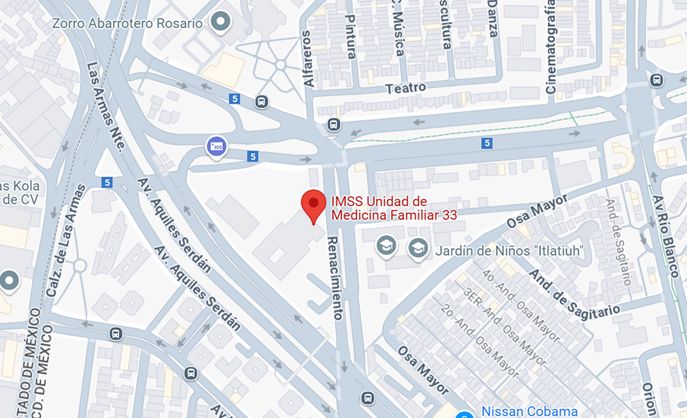 Zorro Abarrotero Rosario
Alfareros
Pintura
C. Música
scultura
Danza
Cinematografía
Teatro
5
Las Armas Nte.
5
5
5
as Kola
de CV
Calz. de Las Armas
Av. Aquiles Serdán
Av. Aquiles Serdán
IMSS Unidad de
Medicina Familiar 33
Renacimiento
Jardín de Niños "Itlatiuh"
Osa Mayor
And. de Sagitario
And. de Sagitario
Av Río Blanco
Orio
4o. And. Osa Mayor
3ER. And. Osa Mayor
2o. And. Osa Mayor
Osa Mayor
TADO DE MÉXICO
CD. DE MÉXICO
Nissan Cobama